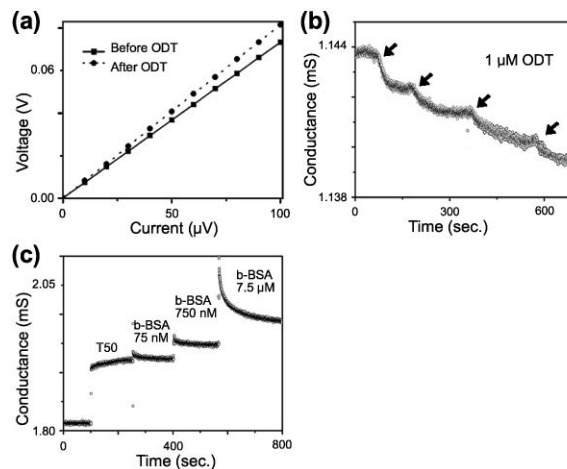 (a)
Before ODT
After ODT
0.06
0.00
Voltage (V)
0
50
100
Current (µV)
(b)
1.144
1.138
1 µM ODT
Conductance (mS)
0
300
600
Time (sec.)
(c)
2.05
1.80
Conductance (mS)
T50
b-BSA
75 nM
b-BSA
750 nM
b-BSA
7.5 µM
0
200
400
600
800
Time (sec.)